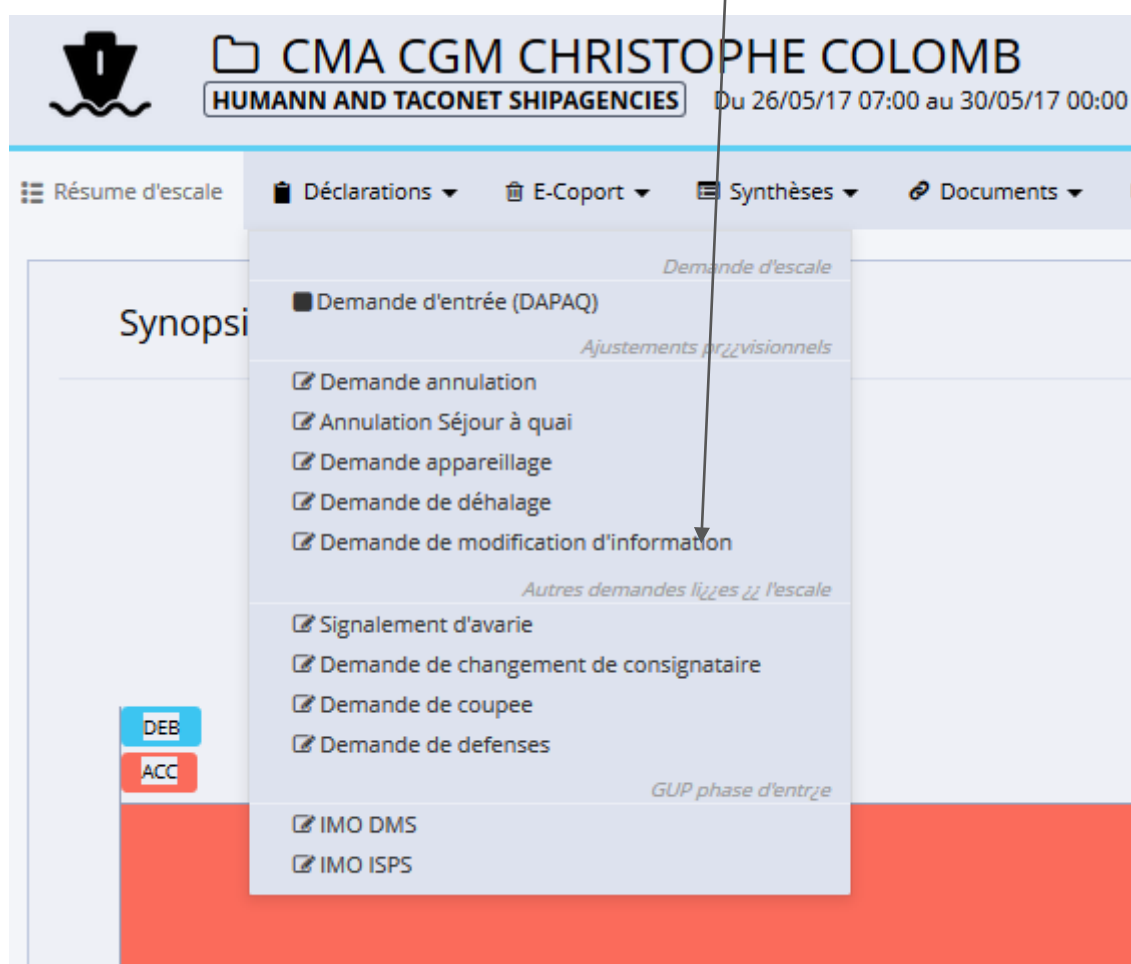 CMA CGM CHRISTOPHE COLOMB
HUMANN AND TACONET SHIPAGENCIES Du 26/05/17 07:00 au 30/05/17 00:00
Résume d'escale Déclarations E-Coport Synthèses Documents
Demande d'escale
Demande d'entrée (DAPAQ)
Synopsi
Ajustements pr¿¿visionnels
Demande annulation
Annulation Séjour à quai
Demande appareillage
Demande de déhalage
Demande de modification d'information
Autres demandes li¿¿es ¿¿ l'escale
Signalement d'avarie
Demande de changement de consignataire
Demande de coupee
DEB
Demande de defenses
ACC
GUP phase d'entr¿e
IMO DMS
IMO ISPS